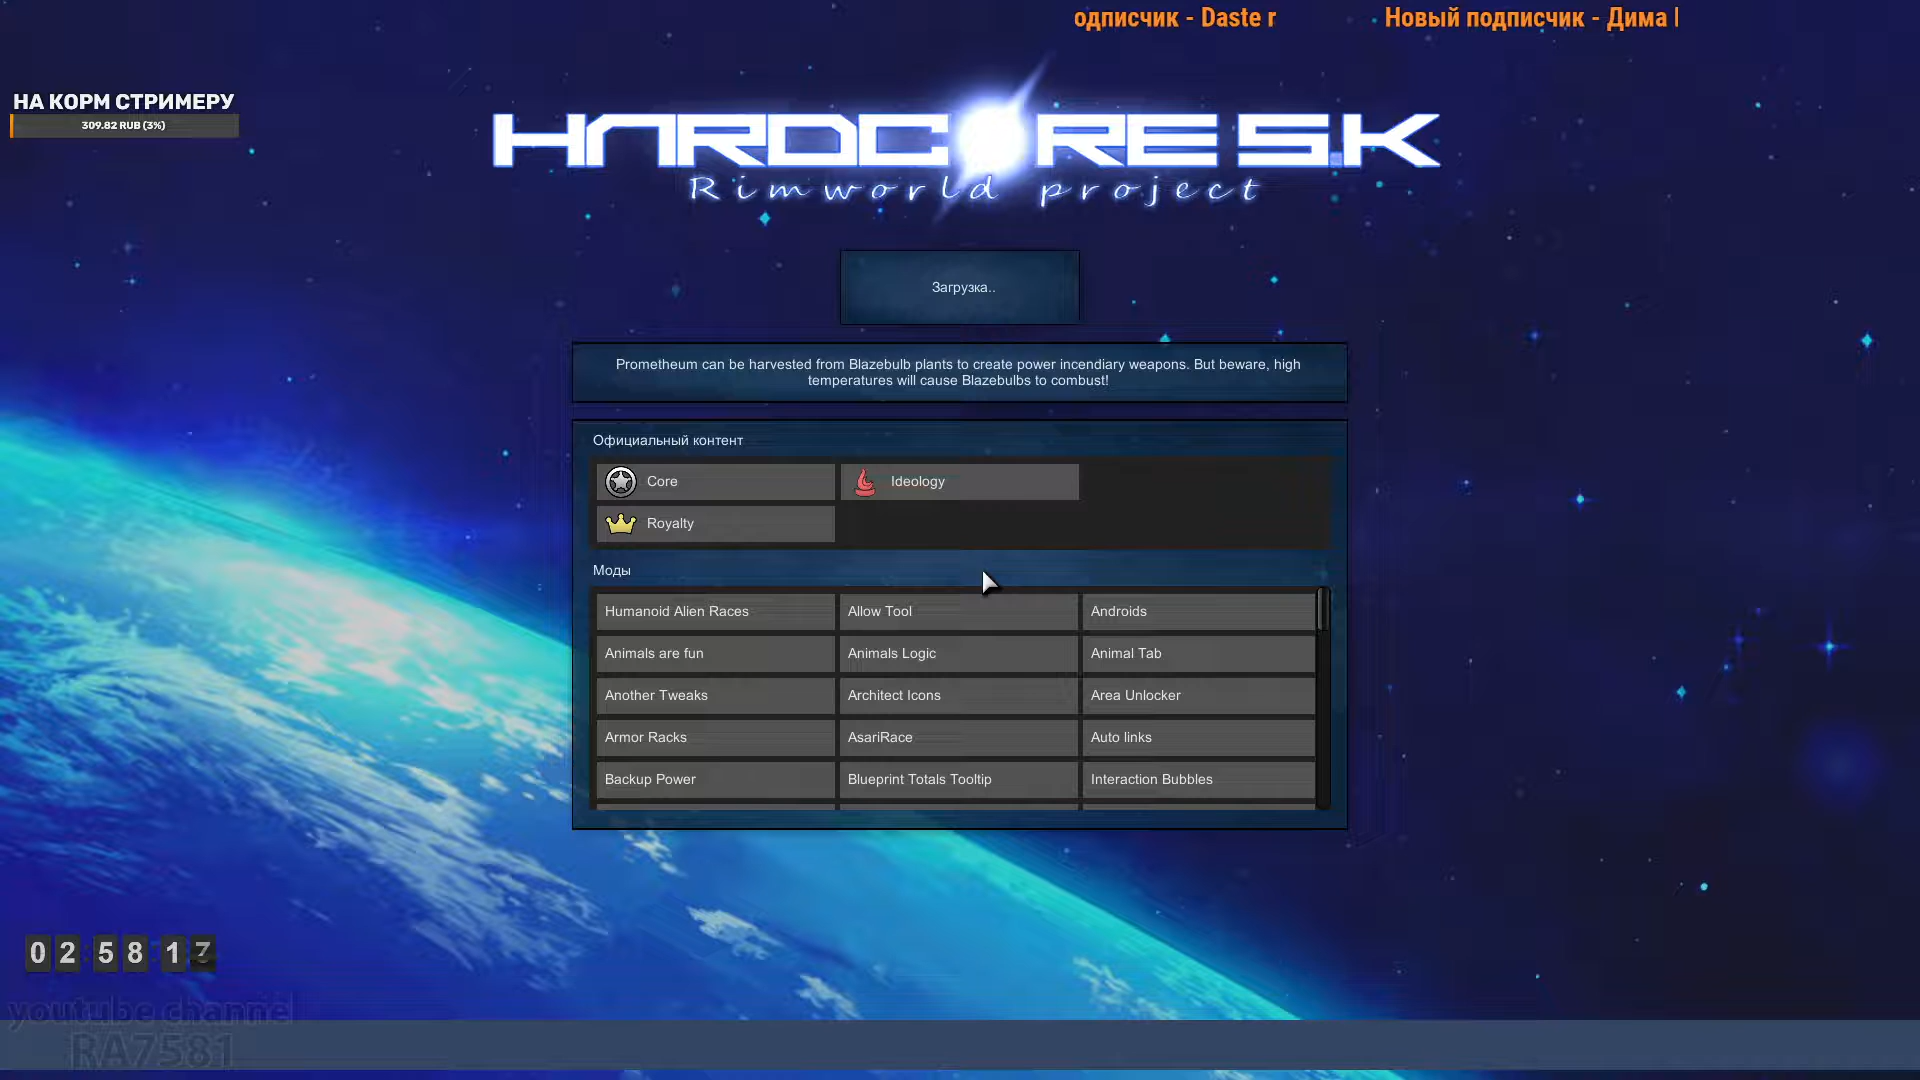 одписчик - Daste r
Новый подписчик - Дима
НА КОРМ СТРИМЕРУ
309.82 RUB (3%)
HARDCORE S.K
Rimworld project
Загрузка..
Prometheum can be harvested from Blazebulb plants to create power incendiary weapons. But beware, high
temperatures will cause Blazebulbs to combust!
Официальный контент
Core
Ideology
Royalty
Моды
Humanoid Alien Races
Allow Tool
Androids
Animals are fun
Animals Logic
Animal Tab
Another Tweaks
Architect Icons
Area Unlocker
Armor Racks
AsariRace
Auto links
Backup Power
Blueprint Totals Tooltip
Interaction Bubbles
02 58 17
youtube channel
RA7581